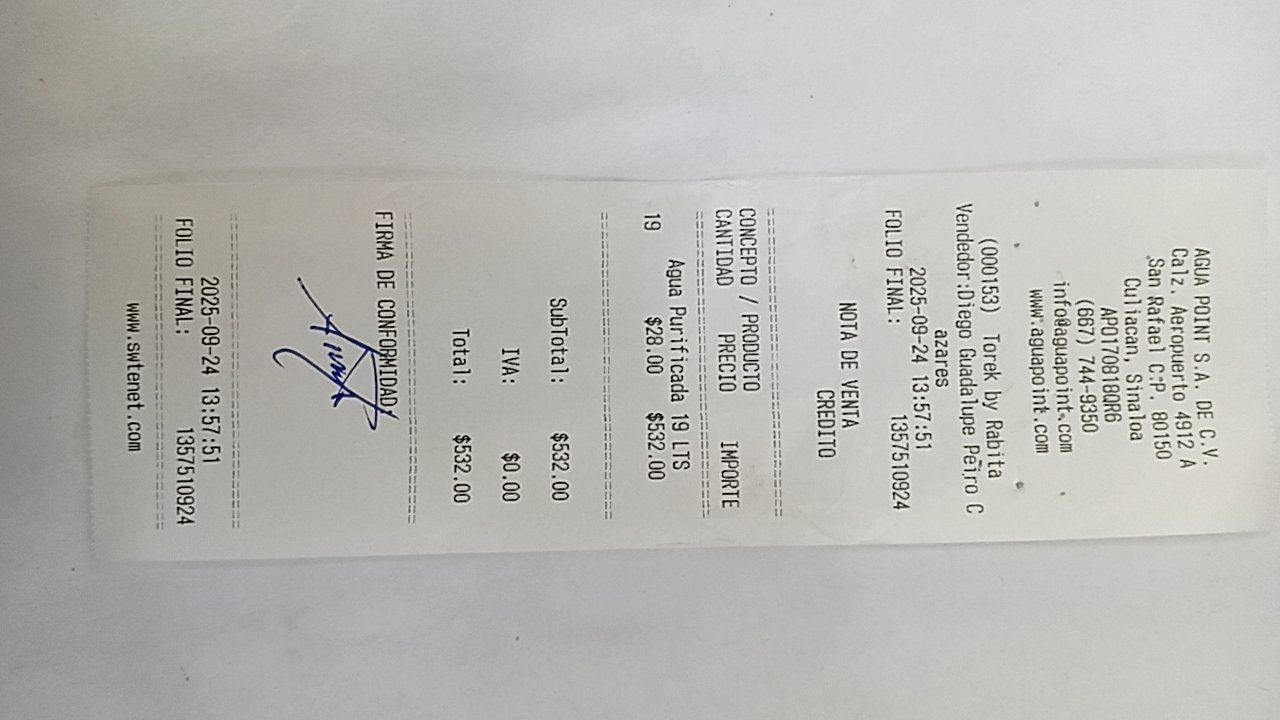 AGUA POINT S.A. DE C.V.
Calz. Aeropuerto 4912 A
San Rafael C.P. 80150
Culiacan, Sinaloa
APO170818QR6
(667) 744-9350
info@aguapoint.com
www.aguapoint.com
(000153) Torek by Rabita
Vendedor:Diego Guadalupe Peiro C
azares
2025-09-24 13:57:51
FOLIO FINAL: 1357510924
NOTA DE VENTA
CREDITO
CONCEPTO / PRODUCTO
CANTIDAD PRECIO IMPORTE
Agua Purificada 19 LTS
19 $28.00 $532.00
SubTotal: $532.00
IVA: $0.00
Total: $532.00
FIRMA DE CONFORMIDAD
2025-09-24 13:57:51
FOLIO FINAL: 1357510924
www.swtenet.com